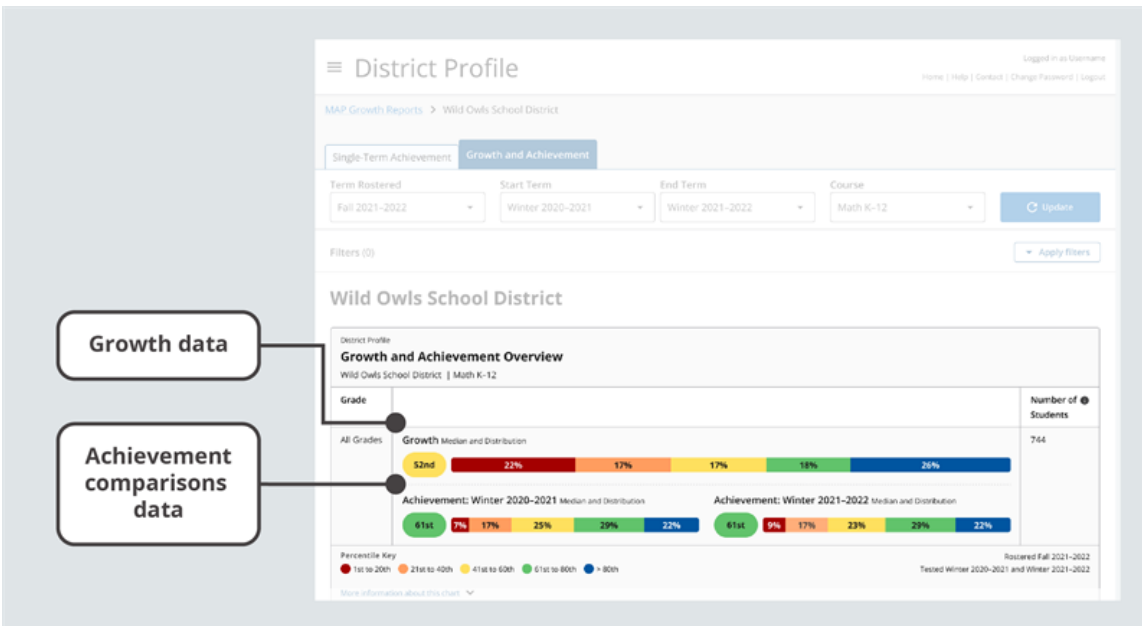 District Profile
Logged in as Username
Home | Help | Contact | Change Password | Logout
MAP Growth Reports > Wild Owls School District
Single-Term Achievement Growth and Achievement
Term Rostered Start Term End Term Course
Fall 2021–2022 Winter 2020–2021 Winter 2021–2022 Math K–12 Update
Filters (0) Apply filters
Wild Owls School District
Growth data
Achievement
comparisons
data
District Profile
Growth and Achievement Overview
Wild Owls School District | Math K–12
Grade Number of
Students
All Grades Growth Median and Distribution 744
52nd 22% 17% 17% 18% 26%
Achievement: Winter 2020–2021 Median and Distribution Achievement: Winter 2021–2022 Median and Distribution
61st 7% 17% 25% 29% 22% 61st 9% 17% 23% 29% 22%
Percentile Key Rostered Fall 2021–2022
1st to 20th 21st to 40th 41st to 60th 61st to 80th > 80th Tested Winter 2020–2021 and Winter 2021–2022
More information about this chart